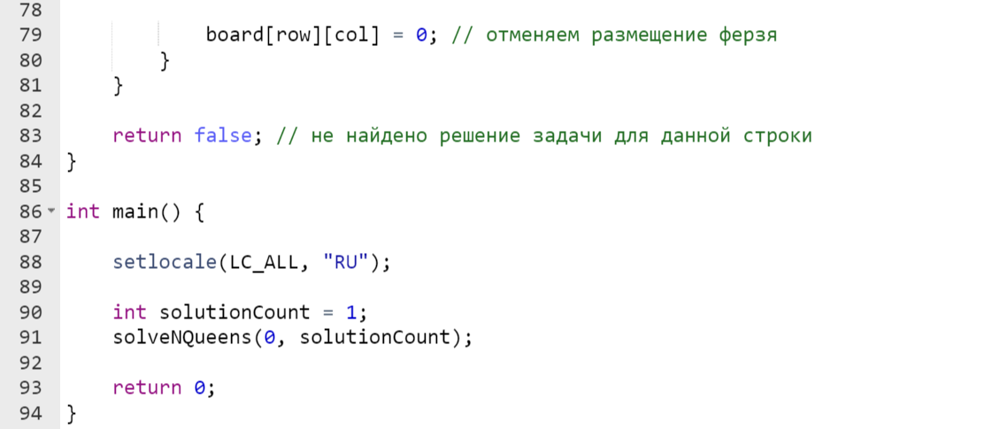 78
79 board[row][col] = 0; // отменяем размещение ферзя
80 }
81 }
82
83 return false; // не найдено решение задачи для данной строки
84 }
85
86 int main() {
87
88 setlocale(LC_ALL, "RU");
89
90 int solutionCount = 1;
91 solveNQueens(0, solutionCount);
92
93 return 0;
94 }